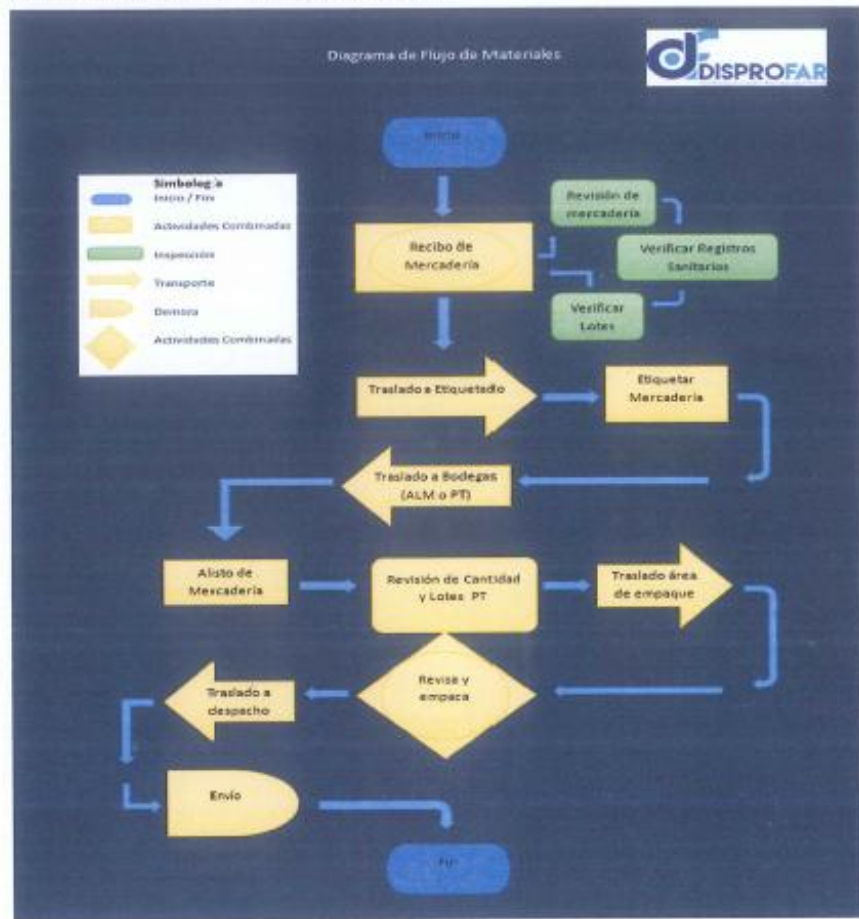 Diagrama de Flujo de Materiales
DISPROFAR
Inicio
Simbología
Inicio / Fin
Actividades Combinadas
Inspección
Transporte
Demora
Actividades Combinadas
Recibo de
Mercadería
Revisión de
mercadería
Verificar Registros
Sanitarios
Verificar
Lotes
Traslado a Etiquetado
Etiquetar
Mercadería
Traslado a Bodegas
(ALM o PT)
Alisto de
Mercadería
Revisión de Cantidad
y Lotes PT
Traslado área
de empaque
Revisa y
empaca
Traslado a
despacho
Envío
Fin